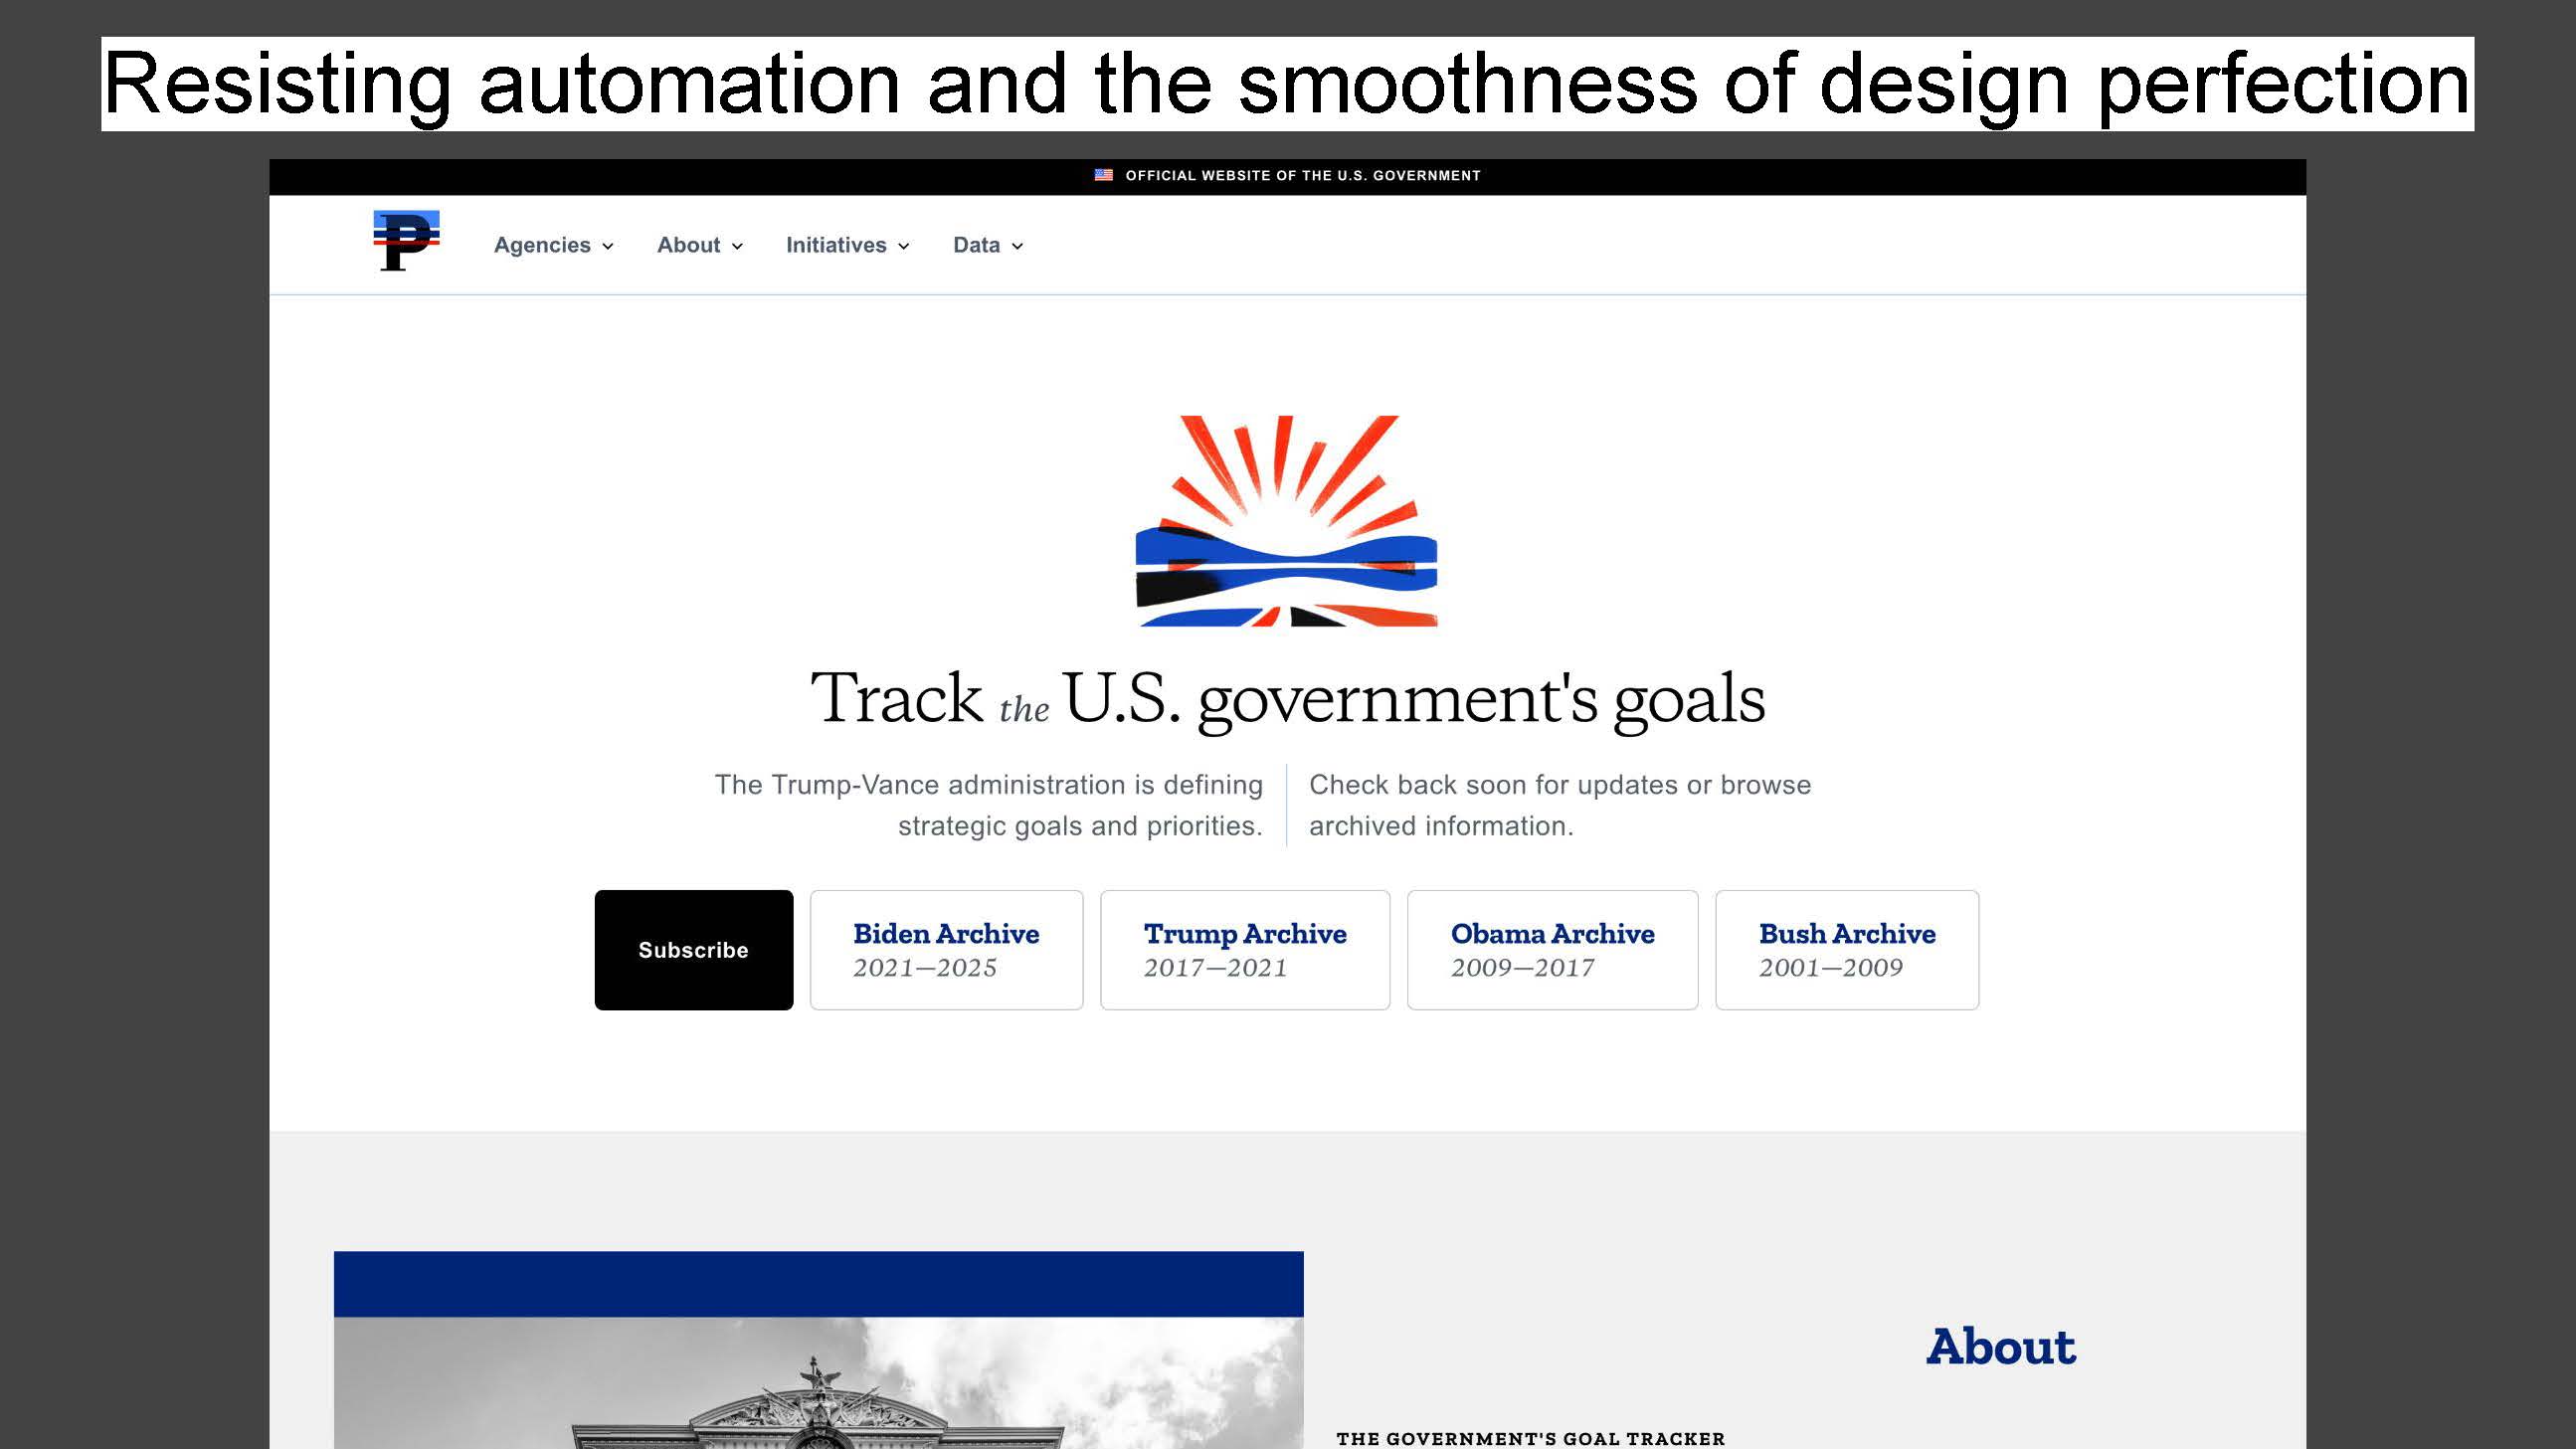 Resisting automation and the smoothness of design perfection
OFFICIAL WEBSITE OF THE U.S. GOVERNMENT
P
Agencies
About
Initiatives
Data
Track the U.S. government's goals
The Trump-Vance administration is defining
strategic goals and priorities.
Check back soon for updates or browse
archived information.
Subscribe
Biden Archive
2021—2025
Trump Archive
2017—2021
Obama Archive
2009—2017
Bush Archive
2001—2009
About
THE GOVERNMENT'S GOAL TRACKER